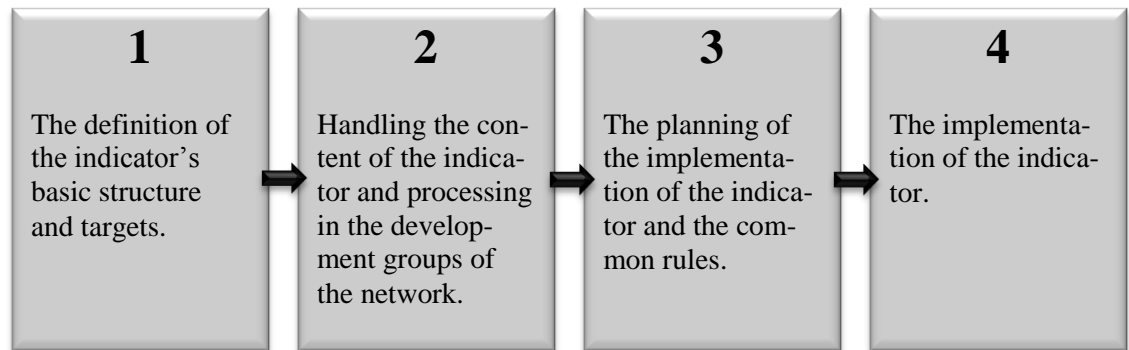 1
The definition of
the indicator's
basic structure
and targets.
2
Handling the con-
tent of the indica-
tor and processing
in the develop-
ment groups of
the network.
3
The planning of
the implementa-
tion of the indica-
tor and the com-
mon rules.
4
The implementa-
tion of the indica-
tor.